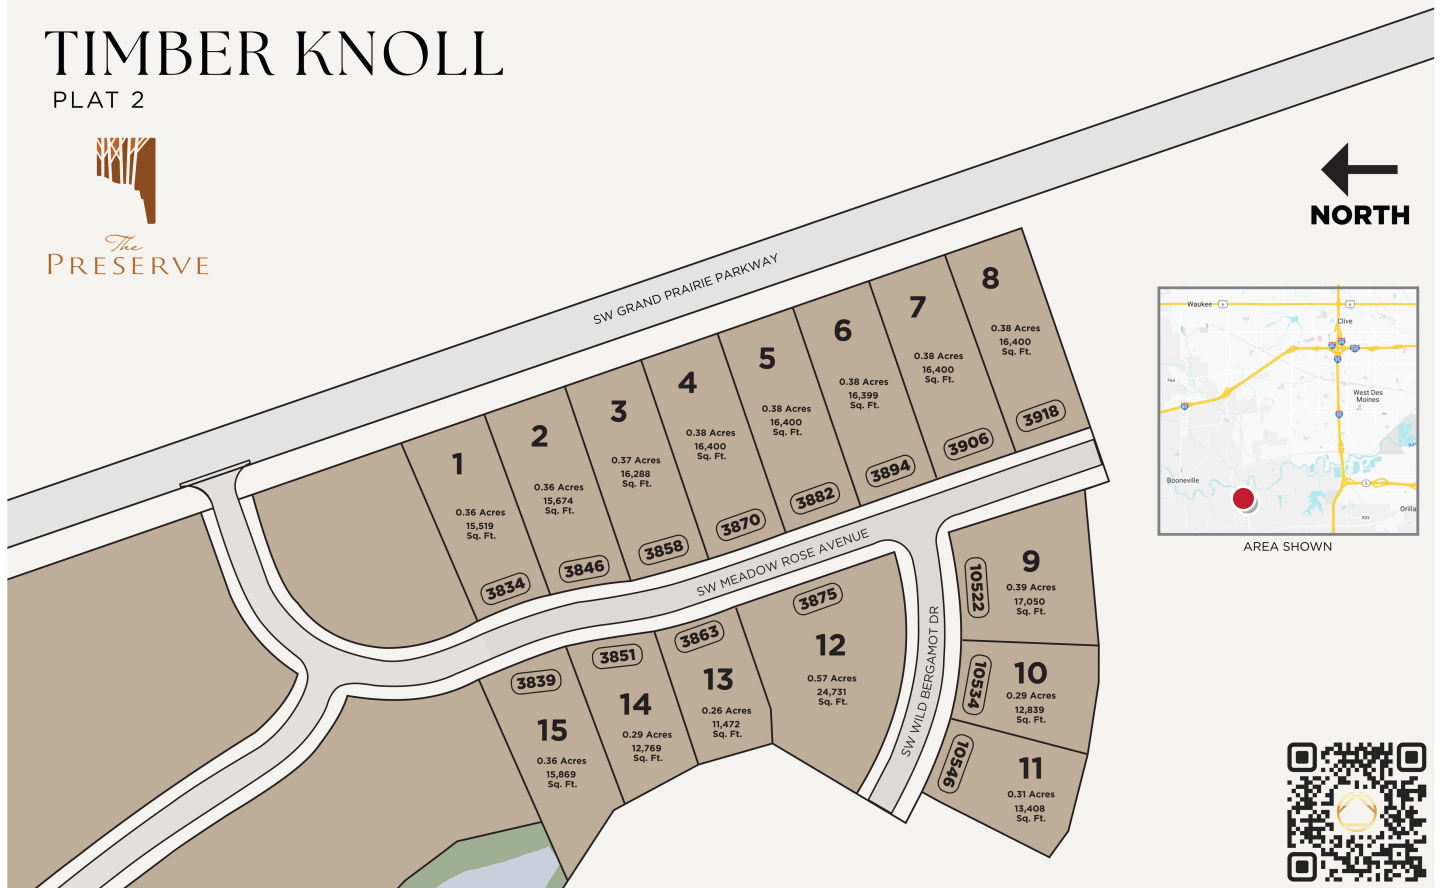 TIMBER KNOLL
PLAT 2
The
PRESERVE
NORTH
SW GRAND PRAIRIE PARKWAY
1
0.36 Acres
15,519
Sq. Ft.
3834
2
0.36 Acres
15,674
Sq. Ft.
3846
3
0.37 Acres
16,288
Sq. Ft.
3858
4
0.38 Acres
16,400
Sq. Ft.
3870
5
0.38 Acres
16,400
Sq. Ft.
3882
6
0.38 Acres
16,399
Sq. Ft.
3894
7
0.38 Acres
16,400
Sq. Ft.
3906
8
0.38 Acres
16,400
Sq. Ft.
3918
SW MEADOW ROSE AVENUE
3839
15
0.36 Acres
15,869
Sq. Ft.
3851
14
0.29 Acres
12,769
Sq. Ft.
3863
13
0.26 Acres
11,472
Sq. Ft.
3875
12
0.57 Acres
24,731
Sq. Ft.
SW WILD BERGAMOT DR
10522
9
0.39 Acres
17,050
Sq. Ft.
10534
10
0.29 Acres
12,839
Sq. Ft.
10546
11
0.31 Acres
13,408
Sq. Ft.
Waukee
6
6
Clive
West Des
Moines
Booneville
5
Orilla
AREA SHOWN